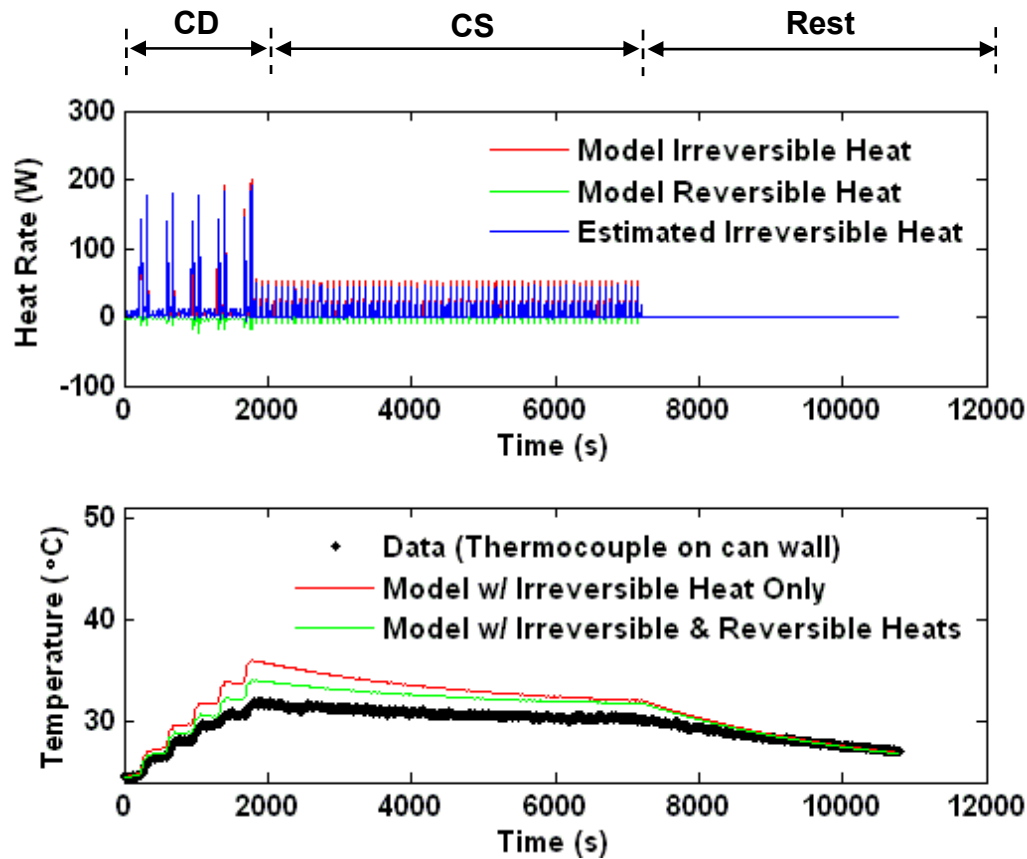 CD CS Rest
300
200
100
0
-100
Heat Rate (W)
Model Irreversible Heat
Model Reversible Heat
Estimated Irreversible Heat
0 2000 4000 6000 8000 10000 12000
Time (s)
50
40
30
Temperature (°C)
Data (Thermocouple on can wall)
Model w/ Irreversible Heat Only
Model w/ Irreversible & Reversible Heats
0 2000 4000 6000 8000 10000 12000
Time (s)